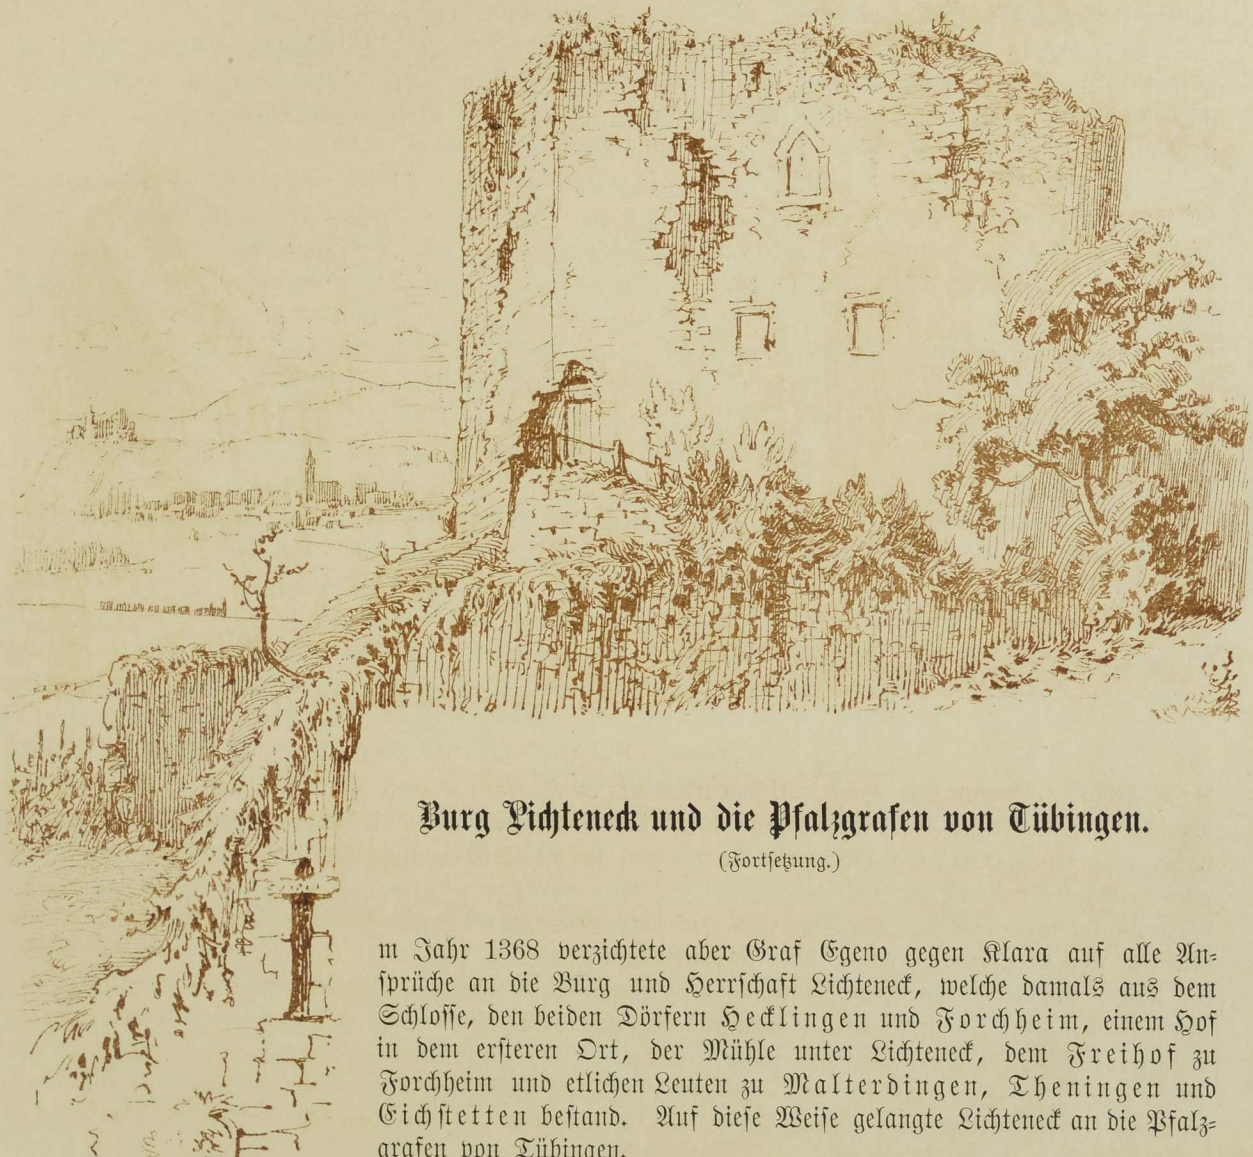 Burg Lichteneck und die Pfalzgrafen von Tübingen.
(Fortsetzung.)
m Jahr 1368 verzichtete aber Graf Egeno gegen Klara auf alle An-
sprüche an die Burg und Herrschaft Lichteneck, welche damals aus dem
Schlosse, den beiden Dörfern Hecklingen und Forchheim, einem Hof
in dem ersteren Ort, der Mühle unter Lichteneck, dem Freihof zu
Forchheim und etlichen Leuten zu Malterdingen, Theningen und
Eichstetten bestand. Auf diese Weise gelangte Lichteneck an die Pfalz-
grafen von Tübingen.